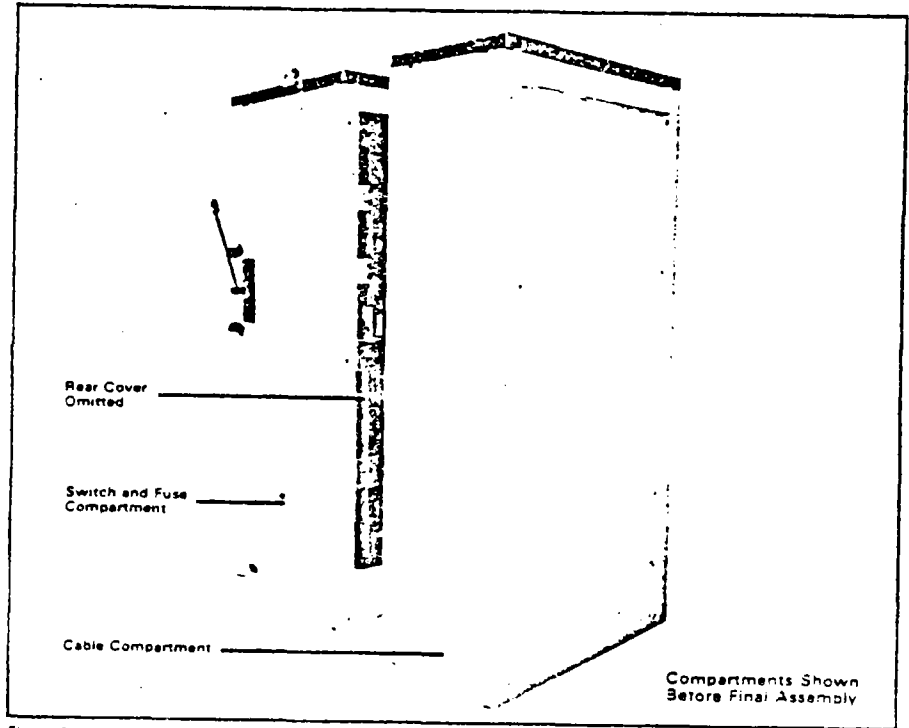 Rear Cover
Omitted
Switch and Fuse
Compartment
Cable Compartment
Compartments Shown
Before Final Assembly